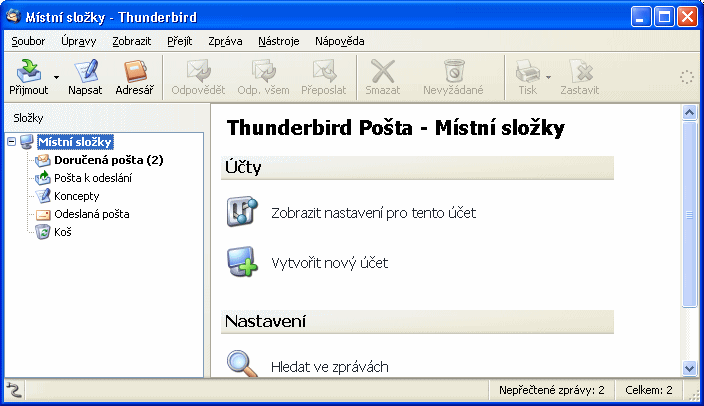 Místní složky - Thunderbird
Soubor Úpravy Zobrazit Přejít Zpráva Nástroje Nápověda
Přijmout Napsat Adresář Odpovědět Odp. všem Přeposlat Smazat Nevyžádané Tisk Zastavit
Složky
Místní složky
Doručená pošta (2)
Pošta k odeslání
Koncepty
Odeslaná pošta
Koš
Thunderbird Pošta - Místní složky
Účty
Zobrazit nastavení pro tento účet
Vytvořit nový účet
Nastavení
Hledat ve zprávách
Nepřečtené zprávy: 2 Celkem: 2